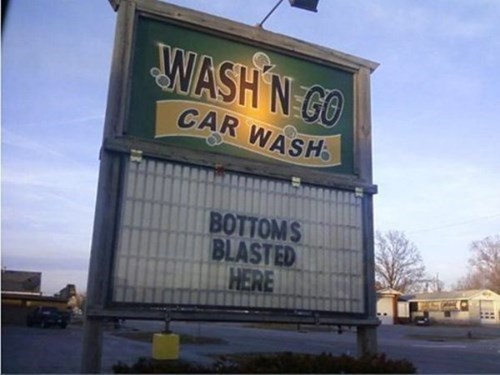 WASH'N GO
CAR WASH
BOTTOMS
BLASTED
HERE